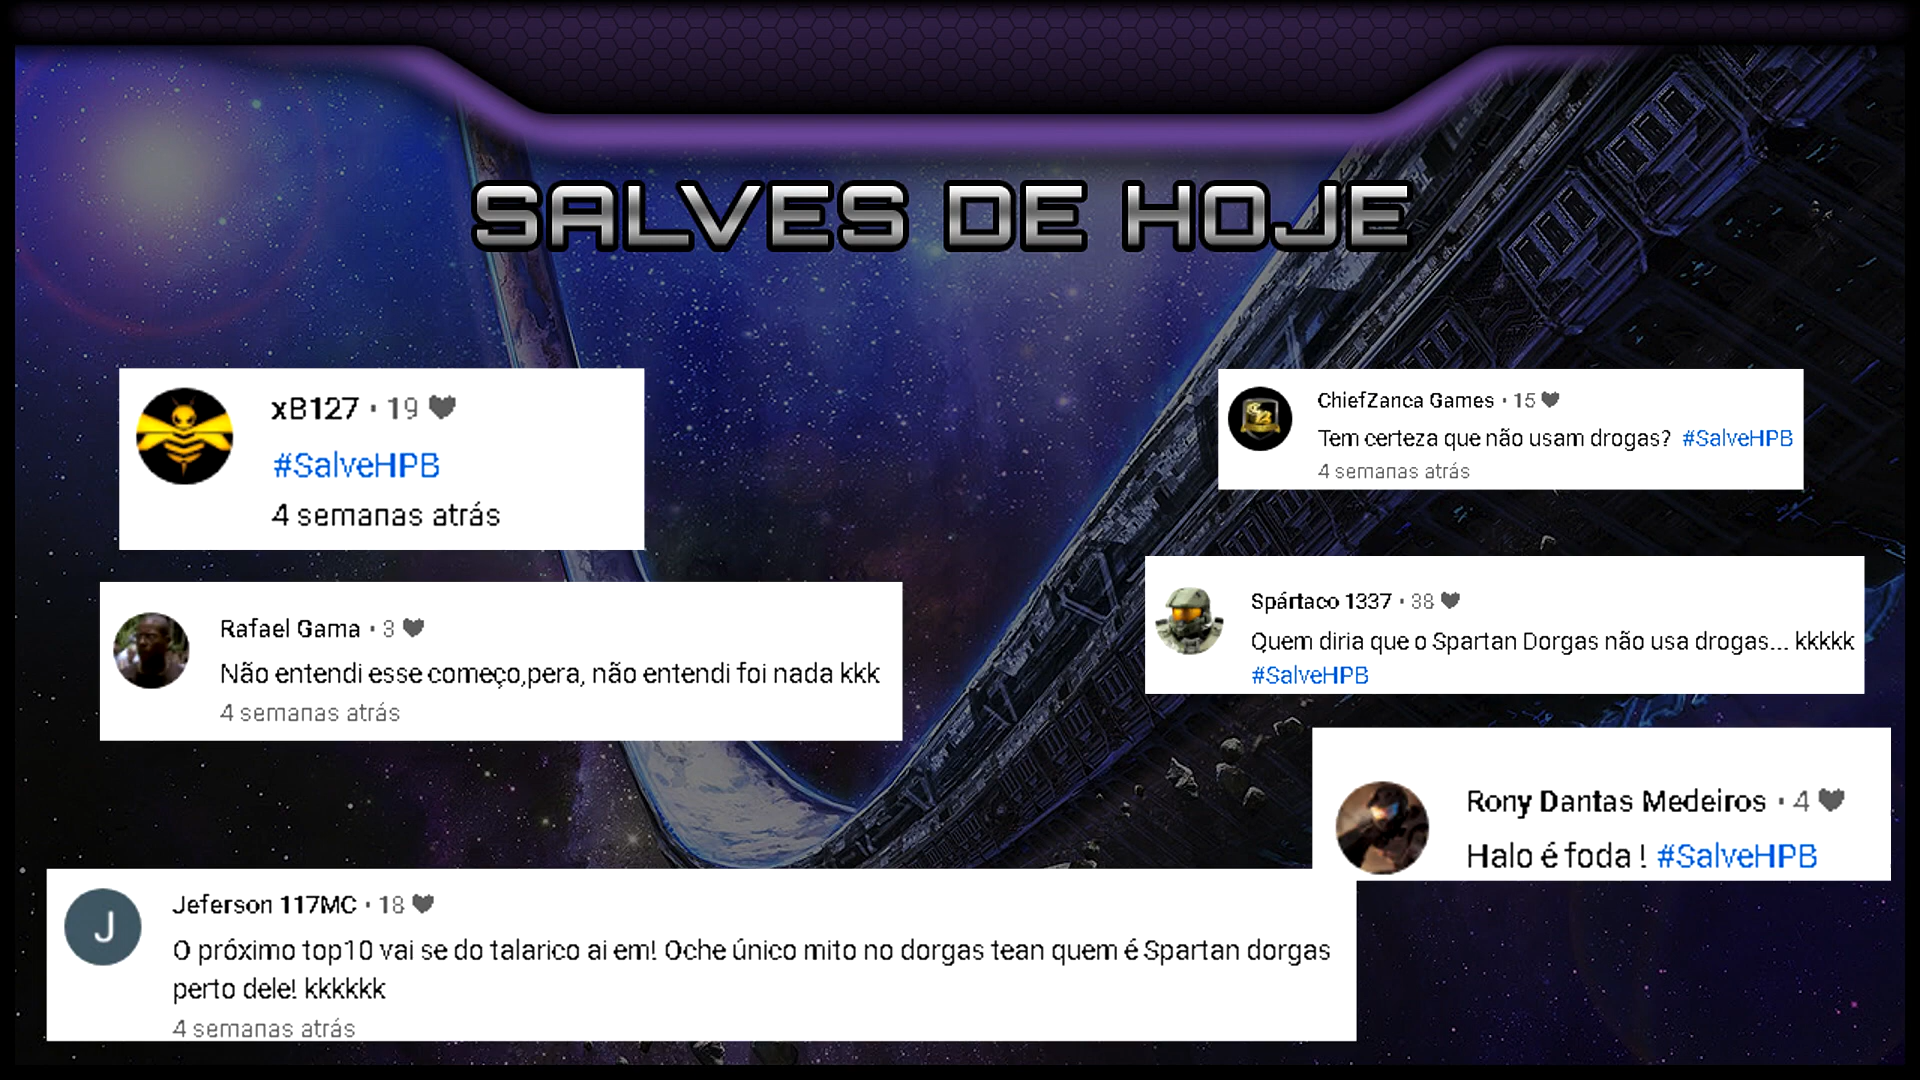 SALVES DE HOJE
xB127 · 19
#SalveHPB
4 semanas atrás
Rafael Gama · 3
Não entendi esse começo,pera, não entendi foi nada kkk
4 semanas atrás
Jeferson 117MC · 18
J
O próximo top10 vai se do talarico ai em! Oche único mito no dorgas tean quem é Spartan dorgas
perto dele! kkkkkk
4 semanas atrás
ChiefZanca Games · 15
Tem certeza que não usam drogas? #SalveHPB
4 semanas atrás
Spártaco 1337 · 38
Quem diria que o Spartan Dorgas não usa drogas... kkkkk
#SalveHPB
Rony Dantas Medeiros · 4
Halo é foda ! #SalveHPB